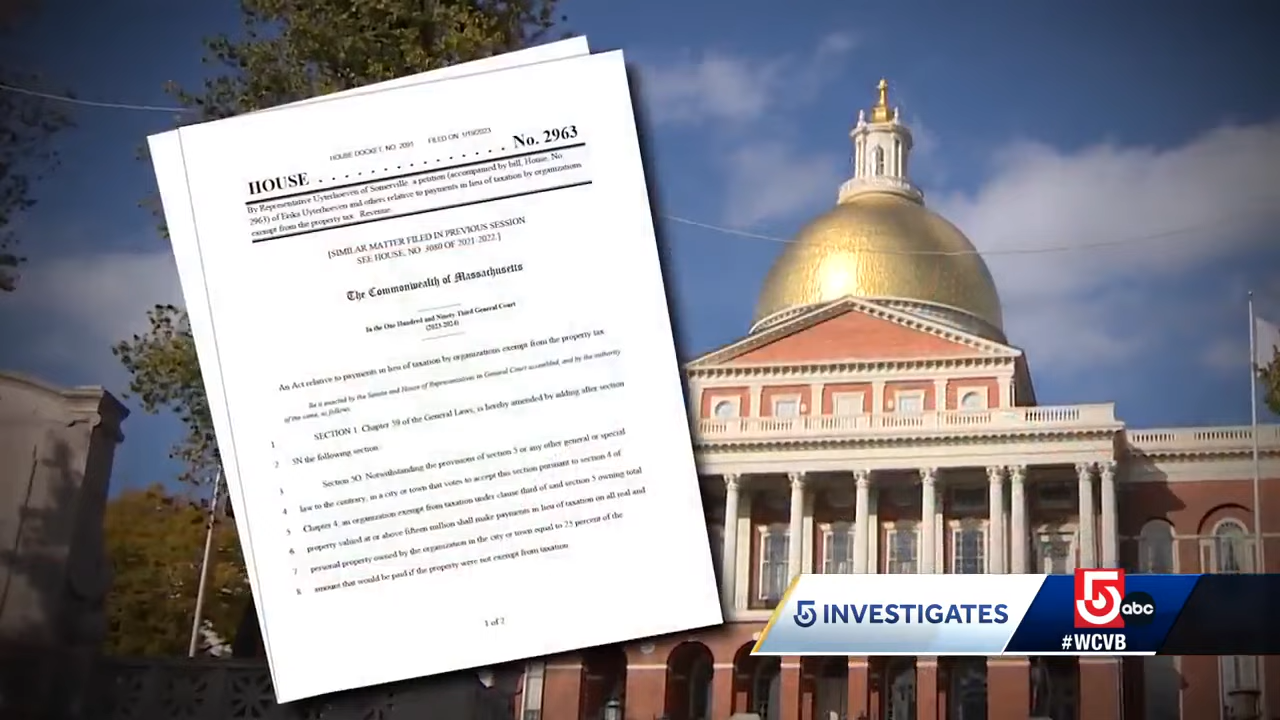 HOUSE DOCKET, NO. 2091 FILED ON: 1/19/2023
HOUSE . . . . . . . . . . . . . . . No. 2963
By Representative Uyterhoeven of Somerville, a petition (accompanied by bill, House, No.
2963) of Erika Uyterhoeven and others relative to payments in lieu of taxation by organizations
exempt from the property tax. Revenue.
[SIMILAR MATTER FILED IN PREVIOUS SESSION
SEE HOUSE, NO. 3080 OF 2021-2022.]
The Commonwealth of Massachusetts
In the One Hundred and Ninety-Third General Court
(2023-2024)
An Act relative to payments in lieu of taxation by organizations exempt from the property tax
Be it enacted by the Senate and House of Representatives in General Court assembled, and by the authority
of the same, as follows:
1 SECTION 1. Chapter 59 of the General Laws, is hereby amended by adding after section
2 5N the following section:
3 Section 5O. Notwithstanding the provisions of section 5 or any other general or special
4 law to the contrary, in a city or town that votes to accept this section pursuant to section 4 of
5 Chapter 4, an organization exempt from taxation under clause third of said section 5 owning total
6 property valued at or above fifteen million shall make payments in lieu of taxation on all real and
7 personal property owned by the organization in the city or town equal to 25 percent of the
8 amount that would be paid if the property were not exempt from taxation.
1 of 2
5 INVESTIGATES
5 abc
#WCVB